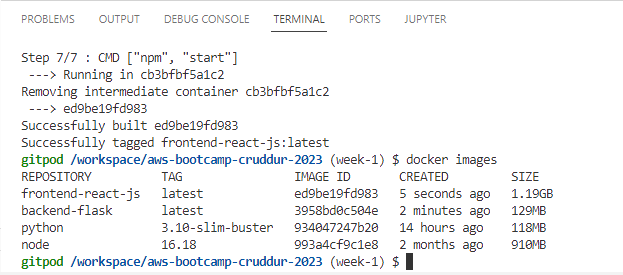 PROBLEMS OUTPUT DEBUG CONSOLE TERMINAL PORTS JUPYTER
Step 7/7 : CMD ["npm", "start"]
 ---> Running in cb3bfbf5a1c2
Removing intermediate container cb3bfbf5a1c2
 ---> ed9be19fd983
Successfully built ed9be19fd983
Successfully tagged frontend-react-js:latest
gitpod /workspace/aws-bootcamp-cruddur-2023 (week-1) $ docker images
REPOSITORY TAG IMAGE ID CREATED SIZE
frontend-react-js latest ed9be19fd983 5 seconds ago 1.19GB
backend-flask latest 3958bd0c504e 2 minutes ago 129MB
python 3.10-slim-buster 934047247b20 14 hours ago 118MB
node 16.18 993a4cf9c1e8 2 months ago 910MB
gitpod /workspace/aws-bootcamp-cruddur-2023 (week-1) $